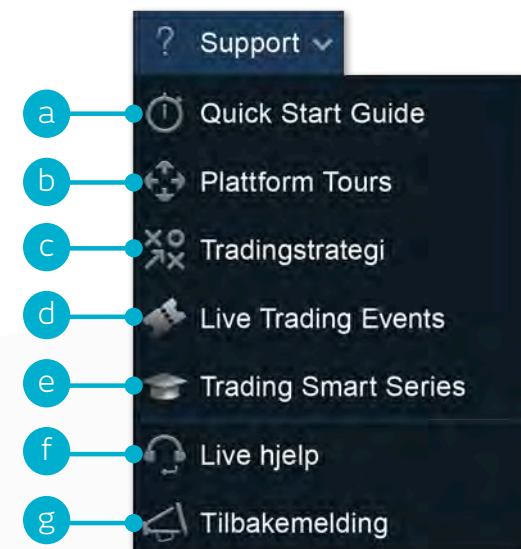 ? Support
a Quick Start Guide
b Plattform Tours
c Tradingstrategi
d Live Trading Events
e Trading Smart Series
f Live hjelp
g Tilbakemelding